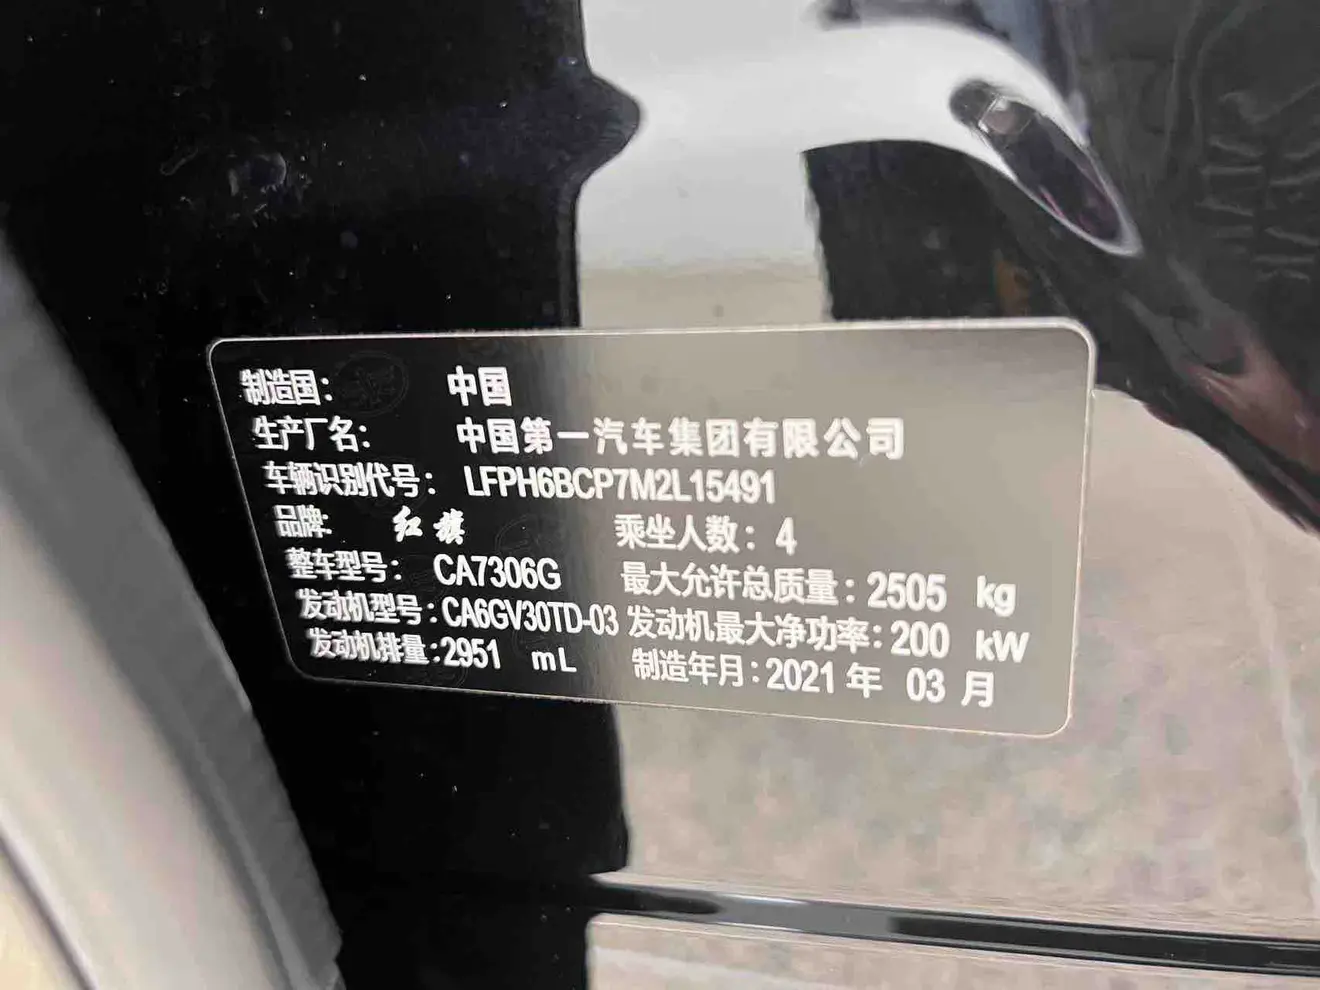 制造国： 中国
生产厂名： 中国第一汽车集团有限公司
车辆识别代号： LFPH6BCP7M2L15491
品牌: 红旗 乘坐人数： 4
整车型号： CA7306G 最大允许总质量：2505 kg
发动机型号：CA6GV30TD-03 发动机最大净功率：200 kW
发动机排量：2951 mL 制造年月：2021 年 03 月